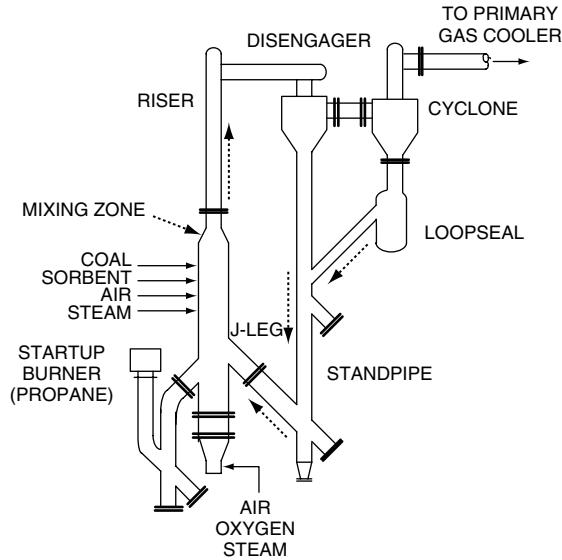 TO PRIMARY
GAS COOLER
DISENGAGER
RISER
CYCLONE
MIXING ZONE
LOOPSEAL
COAL
SORBENT
AIR
STEAM
J-LEG
STARTUP
BURNER
(PROPANE)
STANDPIPE
AIR
OXYGEN
STEAM